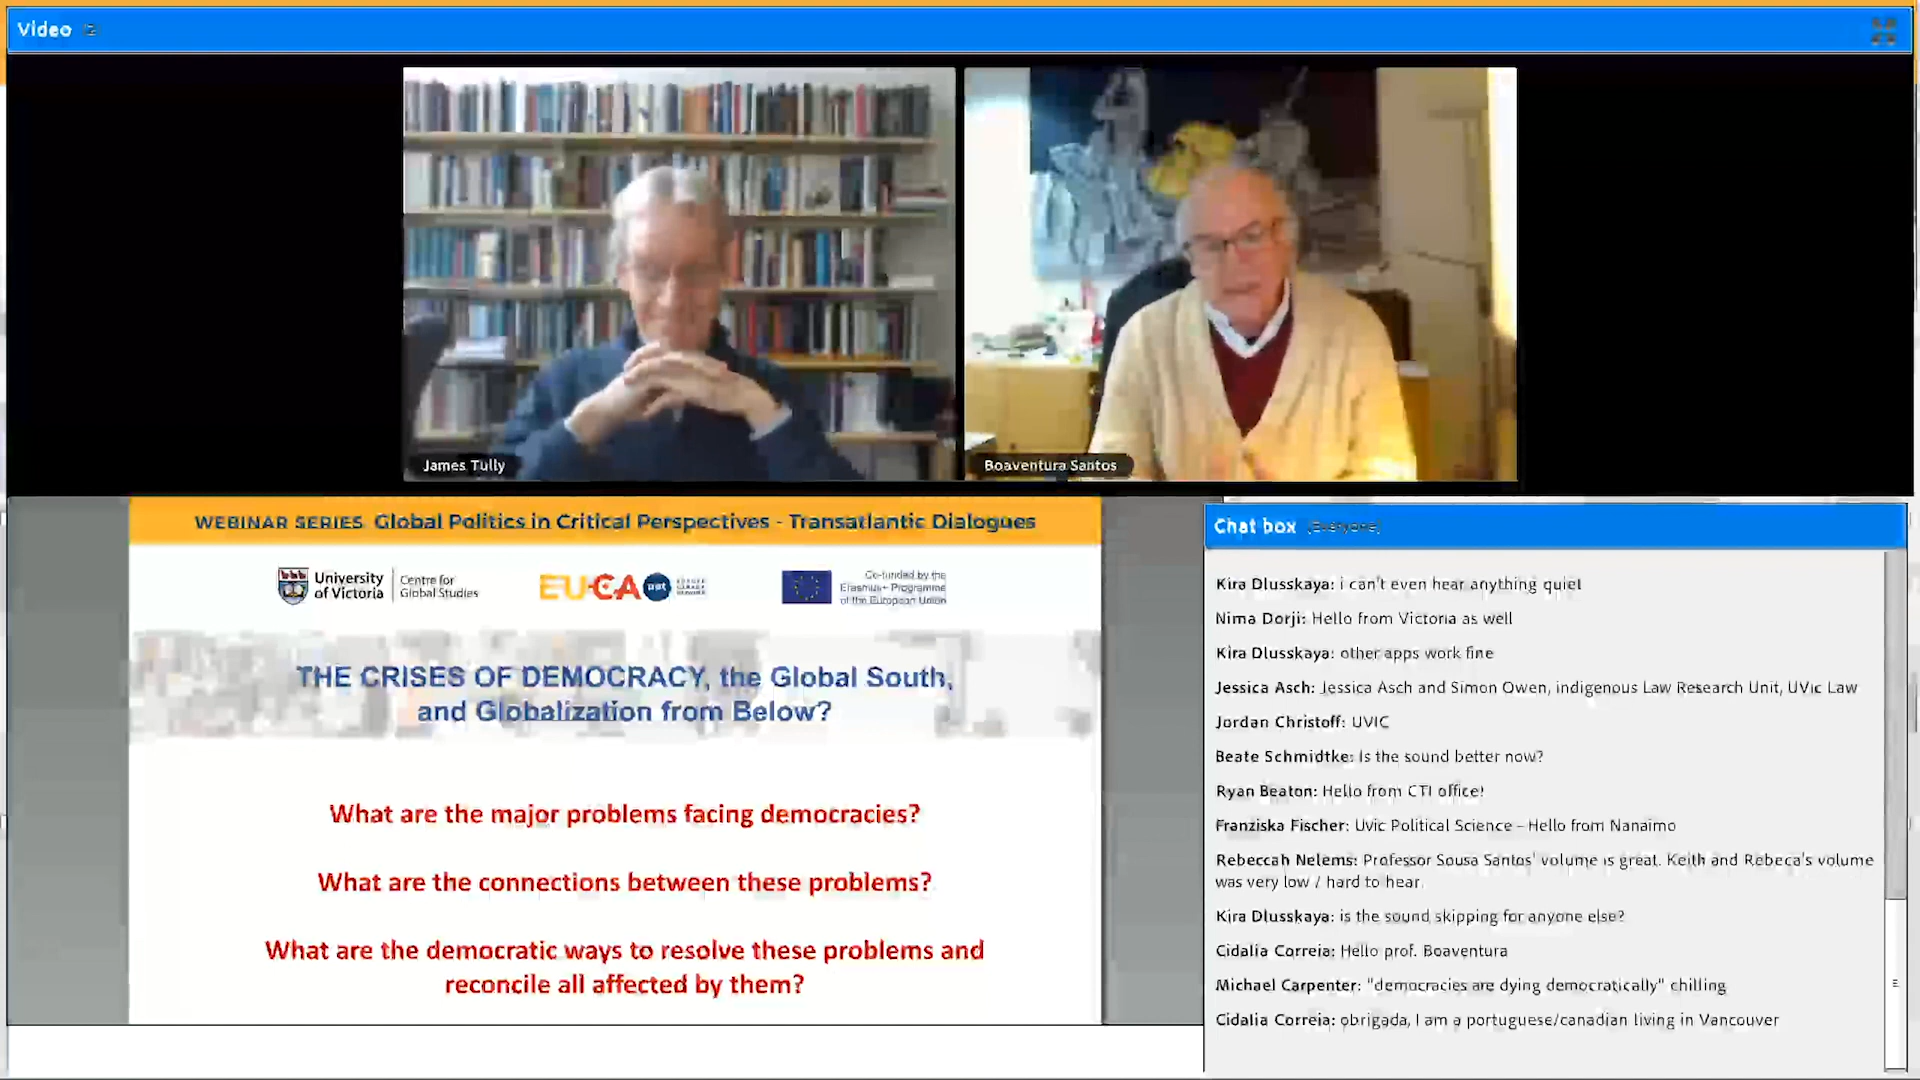 Video
James Tully
Boaventura Santos
WEBINAR SERIES Global Politics in Critical Perspectives - Transatlantic Dialogues
University
of Victoria
Centre for
Global Studies
EU-CA net
Co-funded by the
Erasmus+ Programme
of the European Union
THE CRISES OF DEMOCRACY, the Global South,
and Globalization from Below?
What are the major problems facing democracies?
What are the connections between these problems?
What are the democratic ways to resolve these problems and
reconcile all affected by them?
Chat box (Everyone)
Kira Dlusskaya: i can't even hear anything quiet
Nima Dorji: Hello from Victoria as well
Kira Dlusskaya: other apps work fine
Jessica Asch: Jessica Asch and Simon Owen, indigenous Law Research Unit, UVic Law
Jordan Christoff: UVIC
Beate Schmidtke: Is the sound better now?
Ryan Beaton: Hello from CTI office!
Franziska Fischer: Uvic Political Science - Hello from Nanaimo
Rebeccah Nelems: Professor Sousa Santos' volume is great. Keith and Rebeca's volume
was very low / hard to hear.
Kira Dlusskaya: is the sound skipping for anyone else?
Cidalia Correia: Hello prof. Boaventura
Michael Carpenter: "democracies are dying democratically" chilling
Cidalia Correia: obrigada, I am a portuguese/canadian living in Vancouver